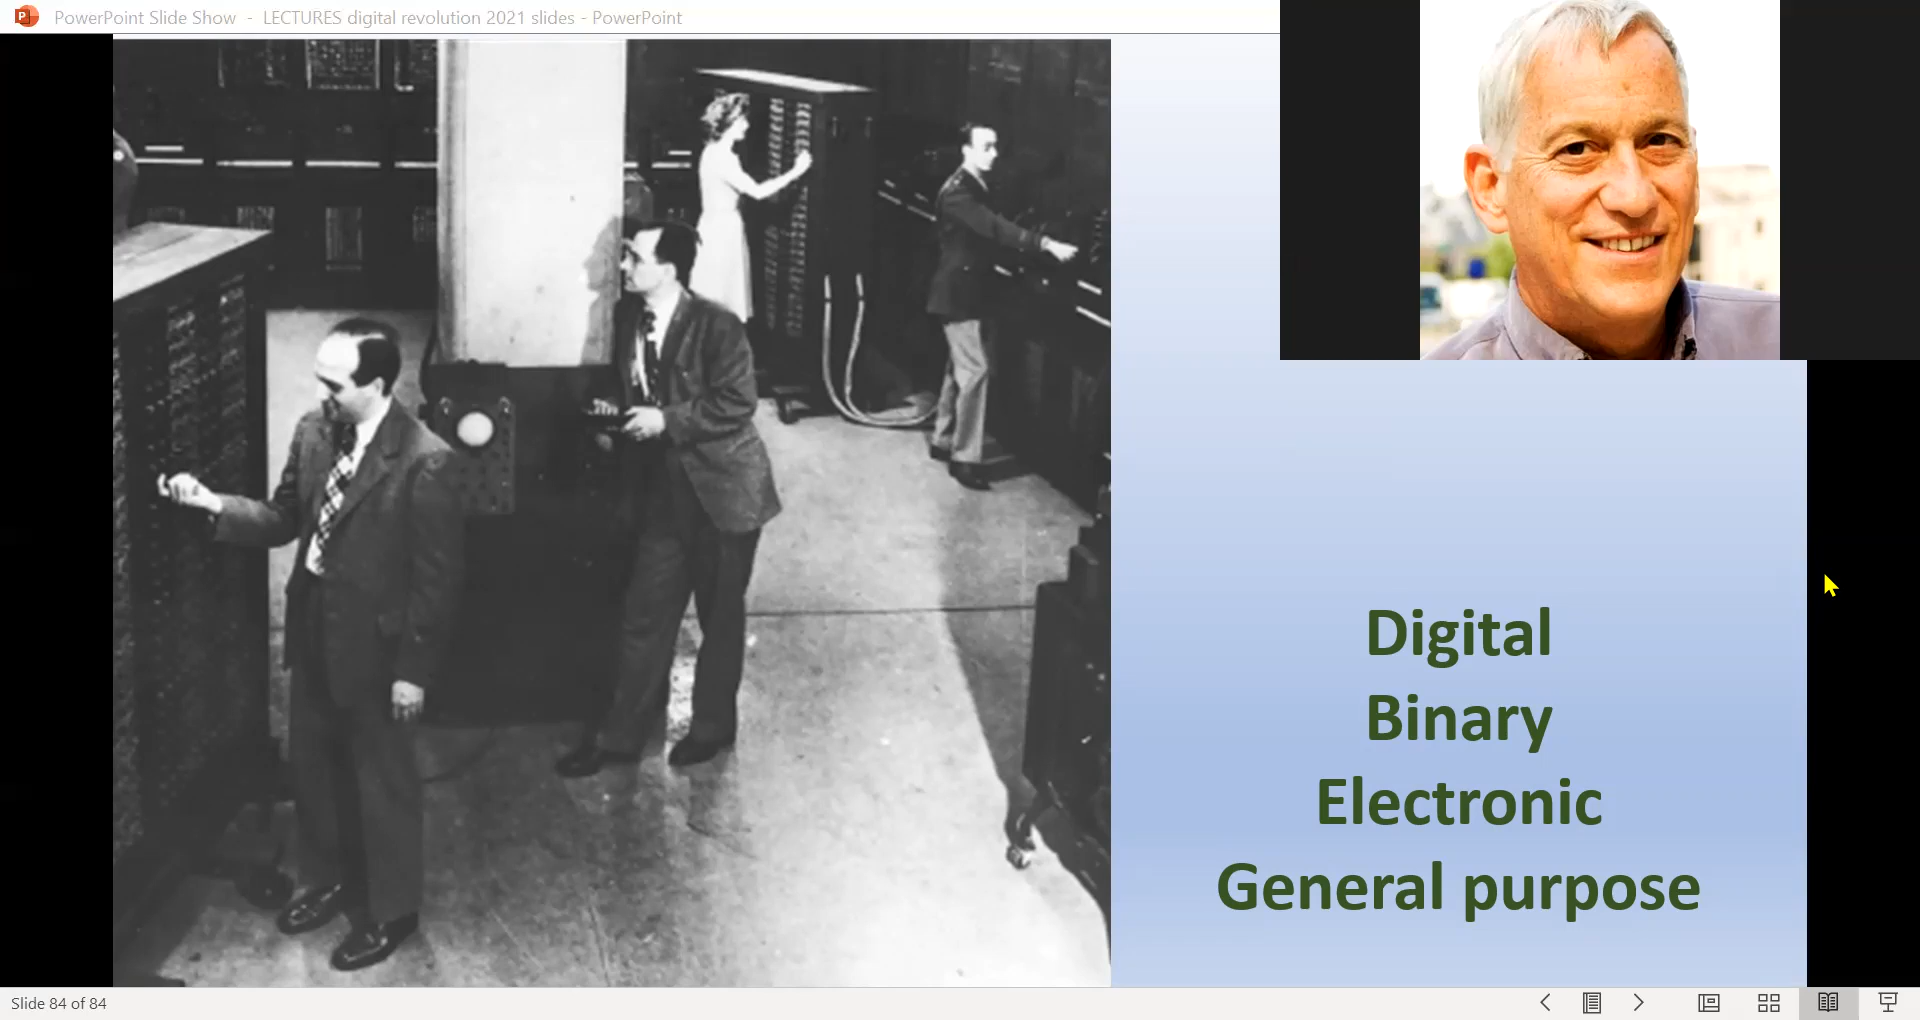 PowerPoint Slide Show - LECTURES digital revolution 2021 slides - PowerPoint
Digital
Binary
Electronic
General purpose
Slide 84 of 84